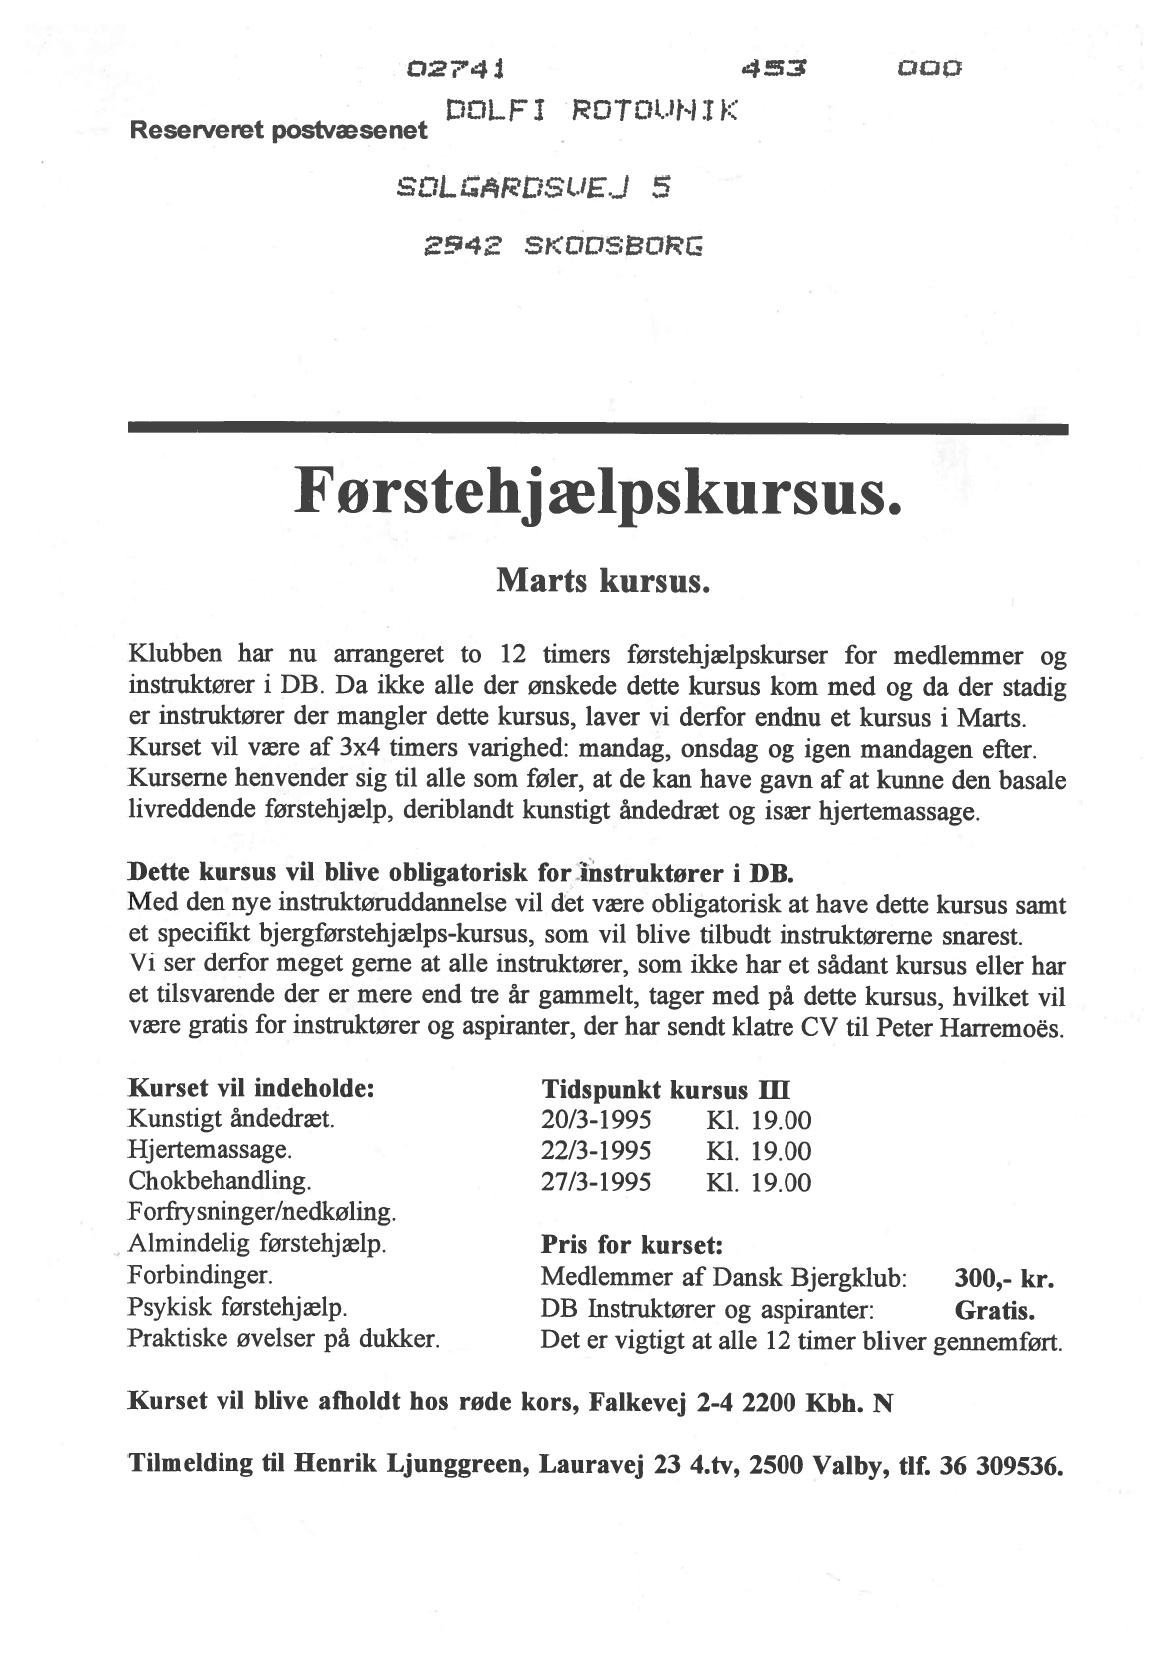 02741 453 000
DOLFI ROTOVNIK
Reserveret postvæsenet
SOLGARDSVEJ 5
2942 SKODSBORG
Førstehjælpskursus.
Marts kursus.
Klubben har nu arrangeret to 12 timers førstehjælpskurser for medlemmer og
instruktører i DB. Da ikke alle der ønskede dette kursus kom med og da der stadig
er instruktører der mangler dette kursus, laver vi derfor endnu et kursus i Marts.
Kurset vil være af 3x4 timers varighed: mandag, onsdag og igen mandagen efter.
Kurserne henvender sig til alle som føler, at de kan have gavn af at kunne den basale
livreddende førstehjælp, deriblandt kunstigt åndedræt og især hjertemassage.
Dette kursus vil blive obligatorisk for instruktører i DB.
Med den nye instruktøruddannelse vil det være obligatorisk at have dette kursus samt
et specifikt bjergførstehjælps-kursus, som vil blive tilbudt instruktørerne snarest.
Vi ser derfor meget gerne at alle instruktører, som ikke har et sådant kursus eller har
et tilsvarende der er mere end tre år gammelt, tager med på dette kursus, hvilket vil
være gratis for instruktører og aspiranter, der har sendt klatre CV til Peter Harremoës.
Kurset vil indeholde:
Kunstigt åndedræt.
Hjertemassage.
Chokbehandling.
Forfrysninger/nedkøling.
Almindelig førstehjælp.
Forbindinger.
Psykisk førstehjælp.
Praktiske øvelser på dukker.
Tidspunkt kursus III
20/3-1995 Kl. 19.00
22/3-1995 Kl. 19.00
27/3-1995 Kl. 19.00
Pris for kurset:
Medlemmer af Dansk Bjergklub: 300,- kr.
DB Instruktører og aspiranter: Gratis.
Det er vigtigt at alle 12 timer bliver gennemført.
Kurset vil blive afholdt hos røde kors, Falkevej 2-4 2200 Kbh. N
Tilmelding til Henrik Ljunggreen, Lauravej 23 4.tv, 2500 Valby, tlf. 36 309536.